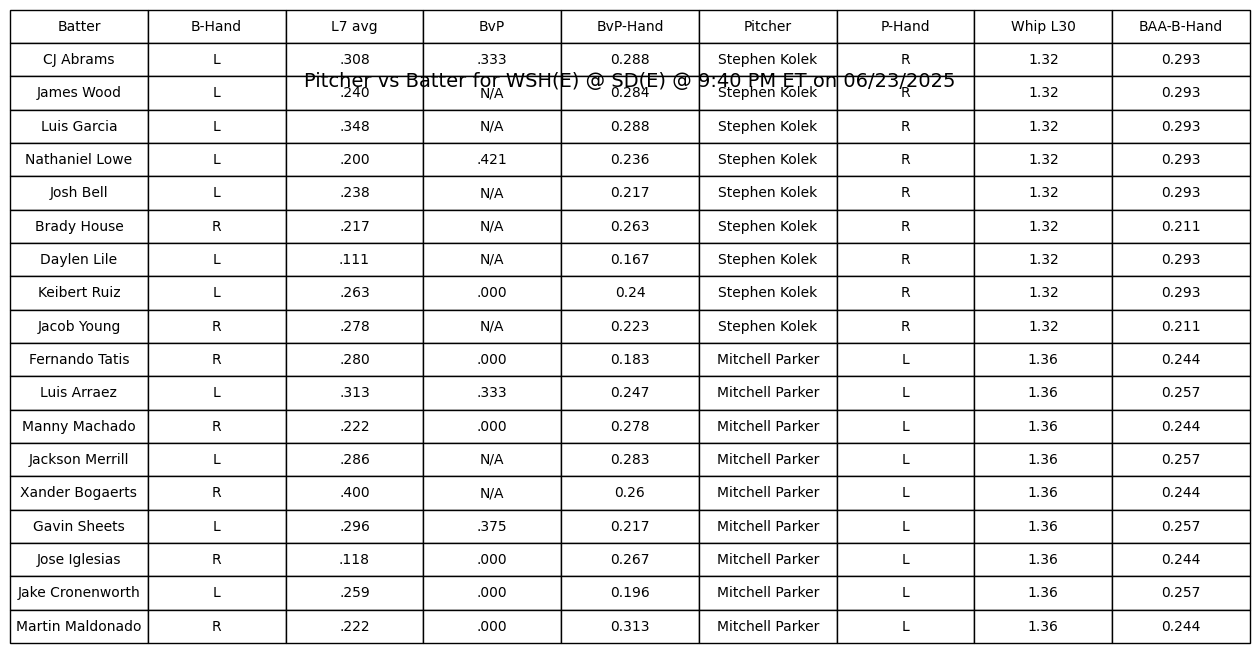 Batter B-Hand L7 avg BvP BvP-Hand Pitcher P-Hand Whip L30 BAA-B-Hand
CJ Abrams L .308 .333 0.288 Stephen Kolek R 1.32 0.293
Pitcher vs Batter for WSH(E) @ SD(E) @ 9:40 PM ET on 06/23/2025
James Wood L .240 N/A 0.284 Stephen Kolek R 1.32 0.293
Luis Garcia L .348 N/A 0.288 Stephen Kolek R 1.32 0.293
Nathaniel Lowe L .200 .421 0.236 Stephen Kolek R 1.32 0.293
Josh Bell L .238 N/A 0.217 Stephen Kolek R 1.32 0.293
Brady House R .217 N/A 0.263 Stephen Kolek R 1.32 0.211
Daylen Lile L .111 N/A 0.167 Stephen Kolek R 1.32 0.293
Keibert Ruiz L .263 .000 0.24 Stephen Kolek R 1.32 0.293
Jacob Young R .278 N/A 0.223 Stephen Kolek R 1.32 0.211
Fernando Tatis R .280 .000 0.183 Mitchell Parker L 1.36 0.244
Luis Arraez L .313 .333 0.247 Mitchell Parker L 1.36 0.257
Manny Machado R .222 .000 0.278 Mitchell Parker L 1.36 0.244
Jackson Merrill L .286 N/A 0.283 Mitchell Parker L 1.36 0.257
Xander Bogaerts R .400 N/A 0.26 Mitchell Parker L 1.36 0.244
Gavin Sheets L .296 .375 0.217 Mitchell Parker L 1.36 0.257
Jose Iglesias R .118 .000 0.267 Mitchell Parker L 1.36 0.244
Jake Cronenworth L .259 .000 0.196 Mitchell Parker L 1.36 0.257
Martin Maldonado R .222 .000 0.313 Mitchell Parker L 1.36 0.244